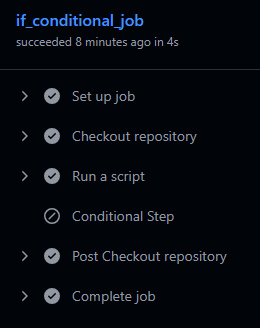 if_conditional_job
succeeded 8 minutes ago in 4s
Set up job
Checkout repository
Run a script
Conditional Step
Post Checkout repository
Complete job